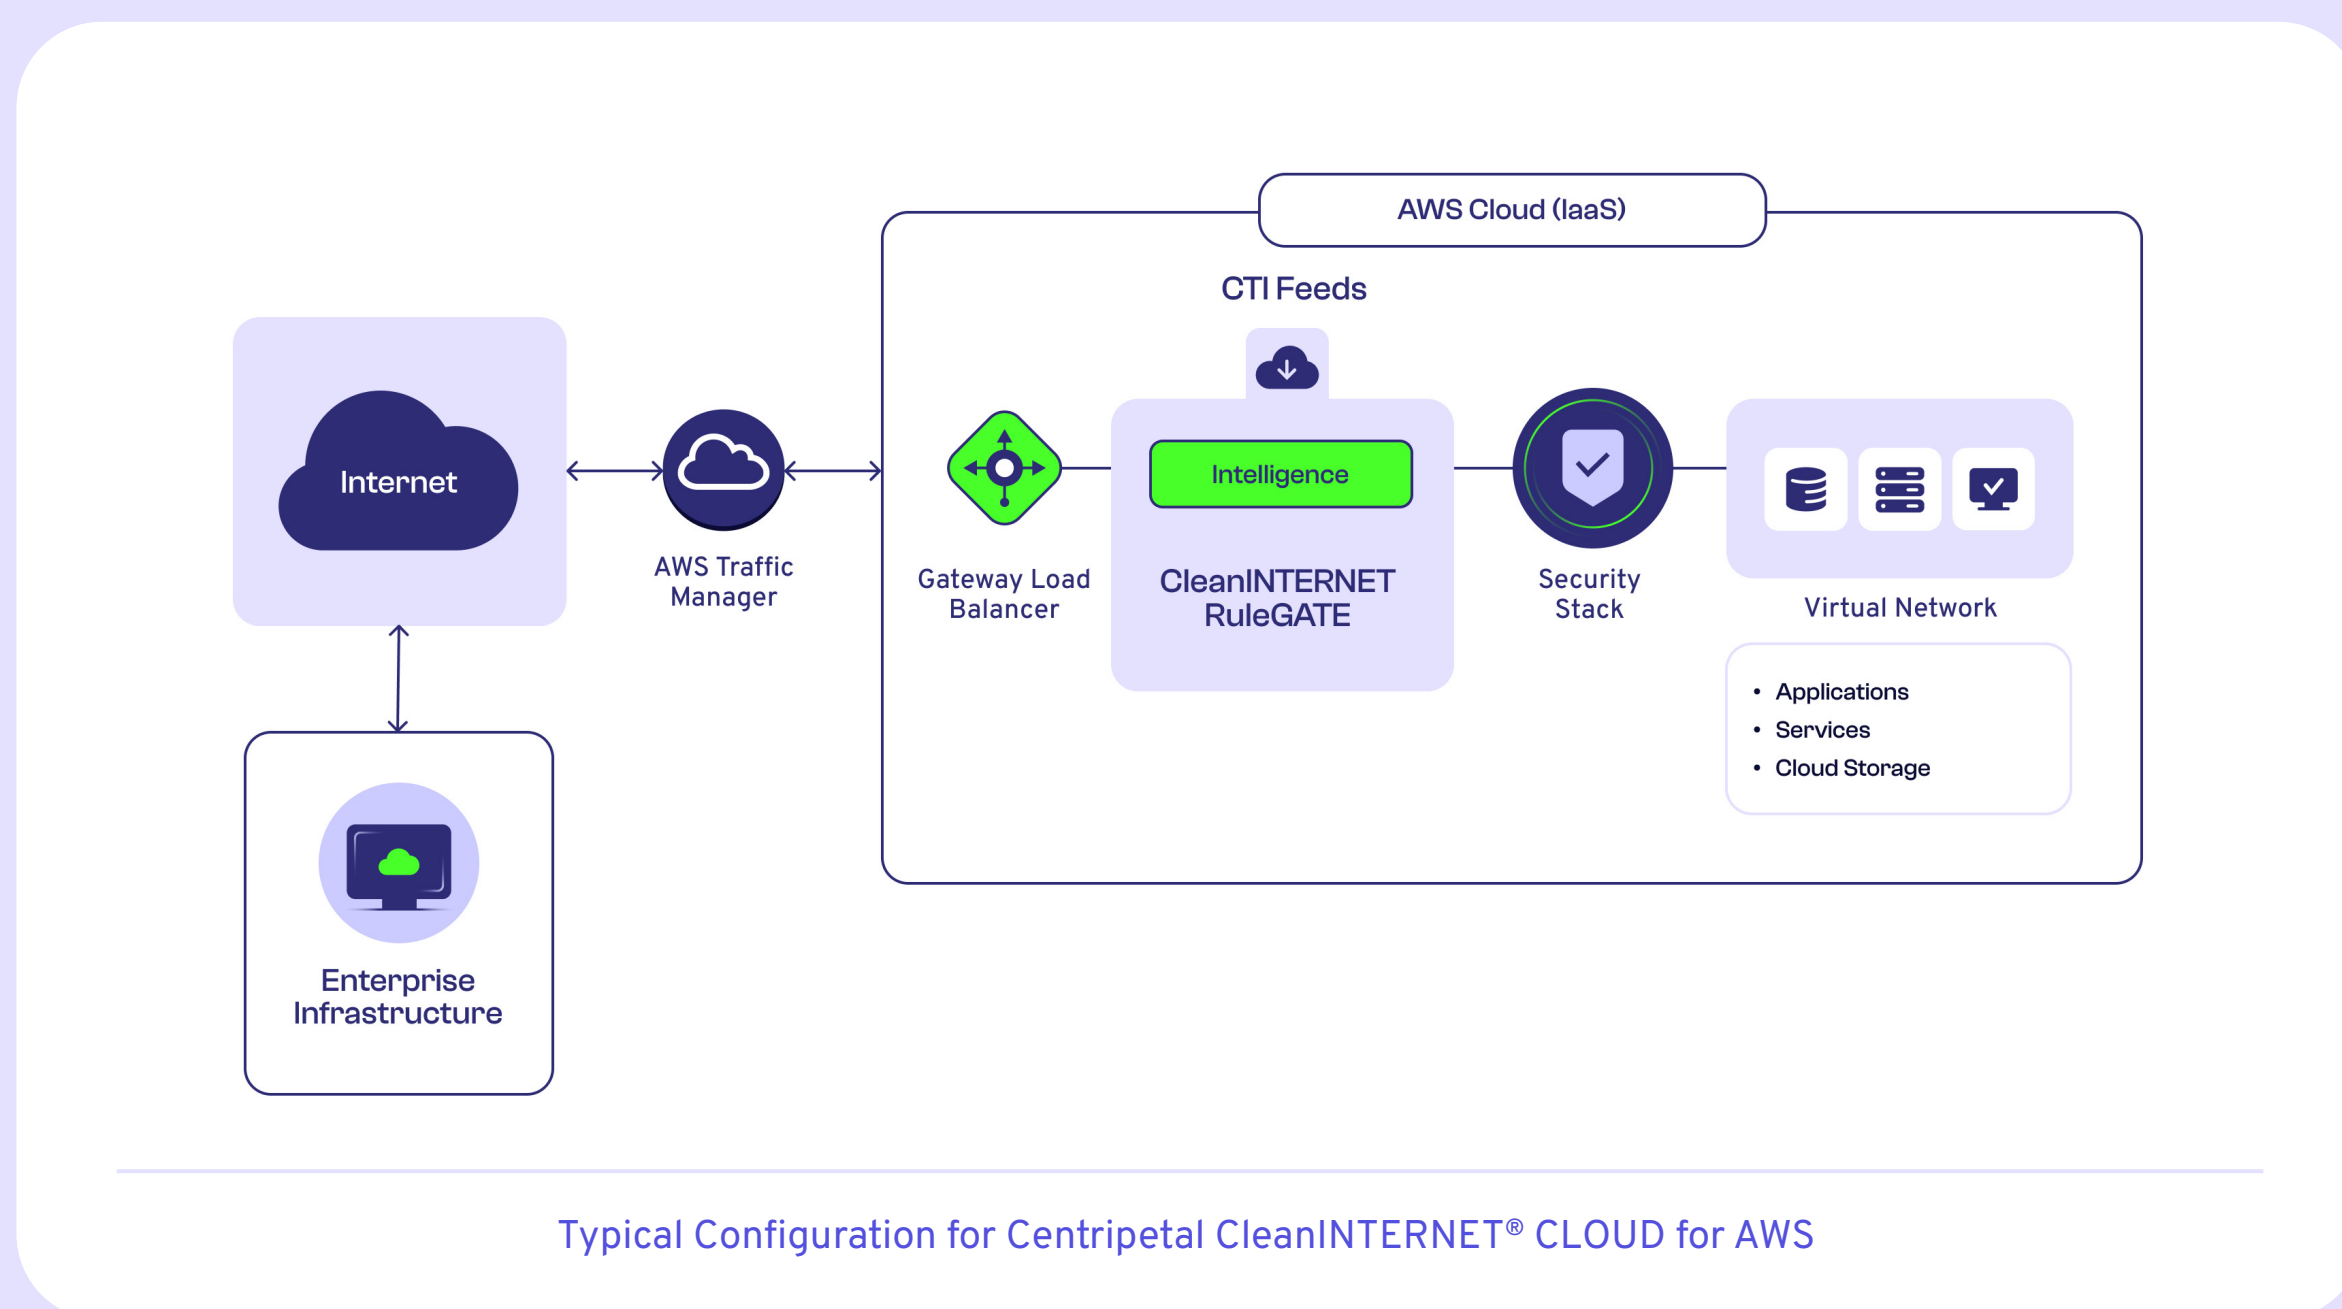 AWS Cloud (IaaS)
CTI Feeds
Internet
AWS Traffic
Manager
Gateway Load
Balancer
Intelligence
CleanINTERNET
RuleGATE
Security
Stack
Virtual Network
• Applications
• Services
• Cloud Storage
Enterprise
Infrastructure
Typical Configuration for Centripetal CleanINTERNET® CLOUD for AWS